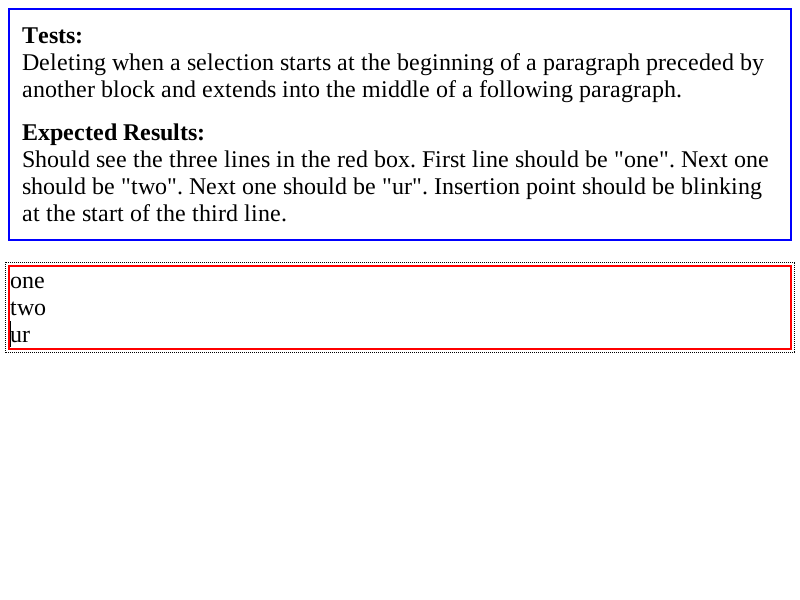 Tests:
Deleting when a selection starts at the beginning of a paragraph preceded by
another block and extends into the middle of a following paragraph.
Expected Results:
Should see the three lines in the red box. First line should be "one". Next one
should be "two". Next one should be "ur". Insertion point should be blinking
at the start of the third line.
one
two
ur